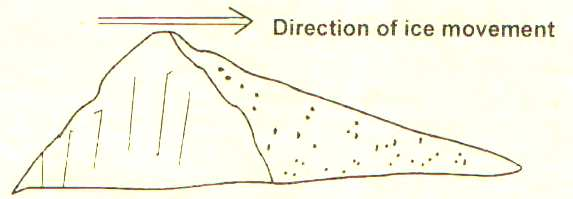 Direction of ice movement